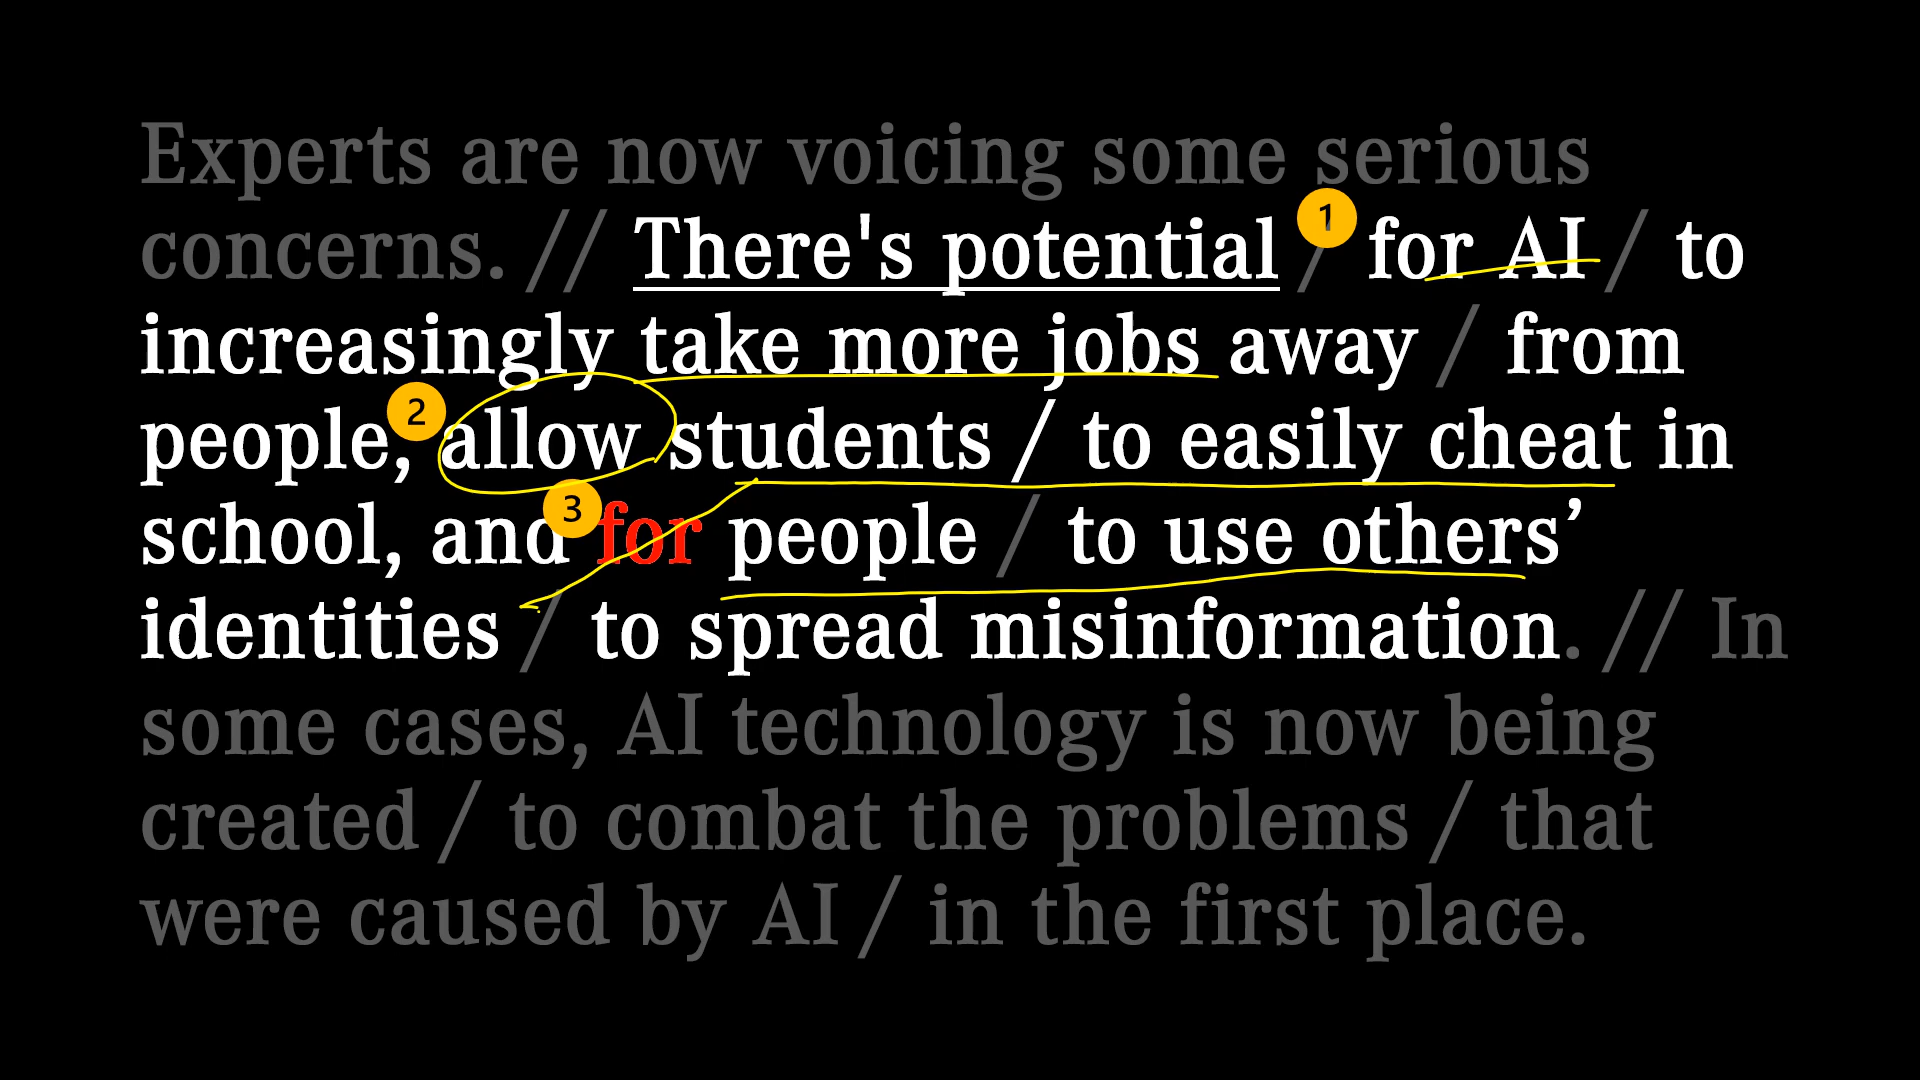 Experts are now voicing some serious
concerns. // There's potential 1 / for AI / to
increasingly take more jobs away / from
people, 2 allow students / to easily cheat in
school, and 3 for people / to use others’
identities / to spread misinformation. // In
some cases, AI technology is now being
created / to combat the problems / that
were caused by AI / in the first place.